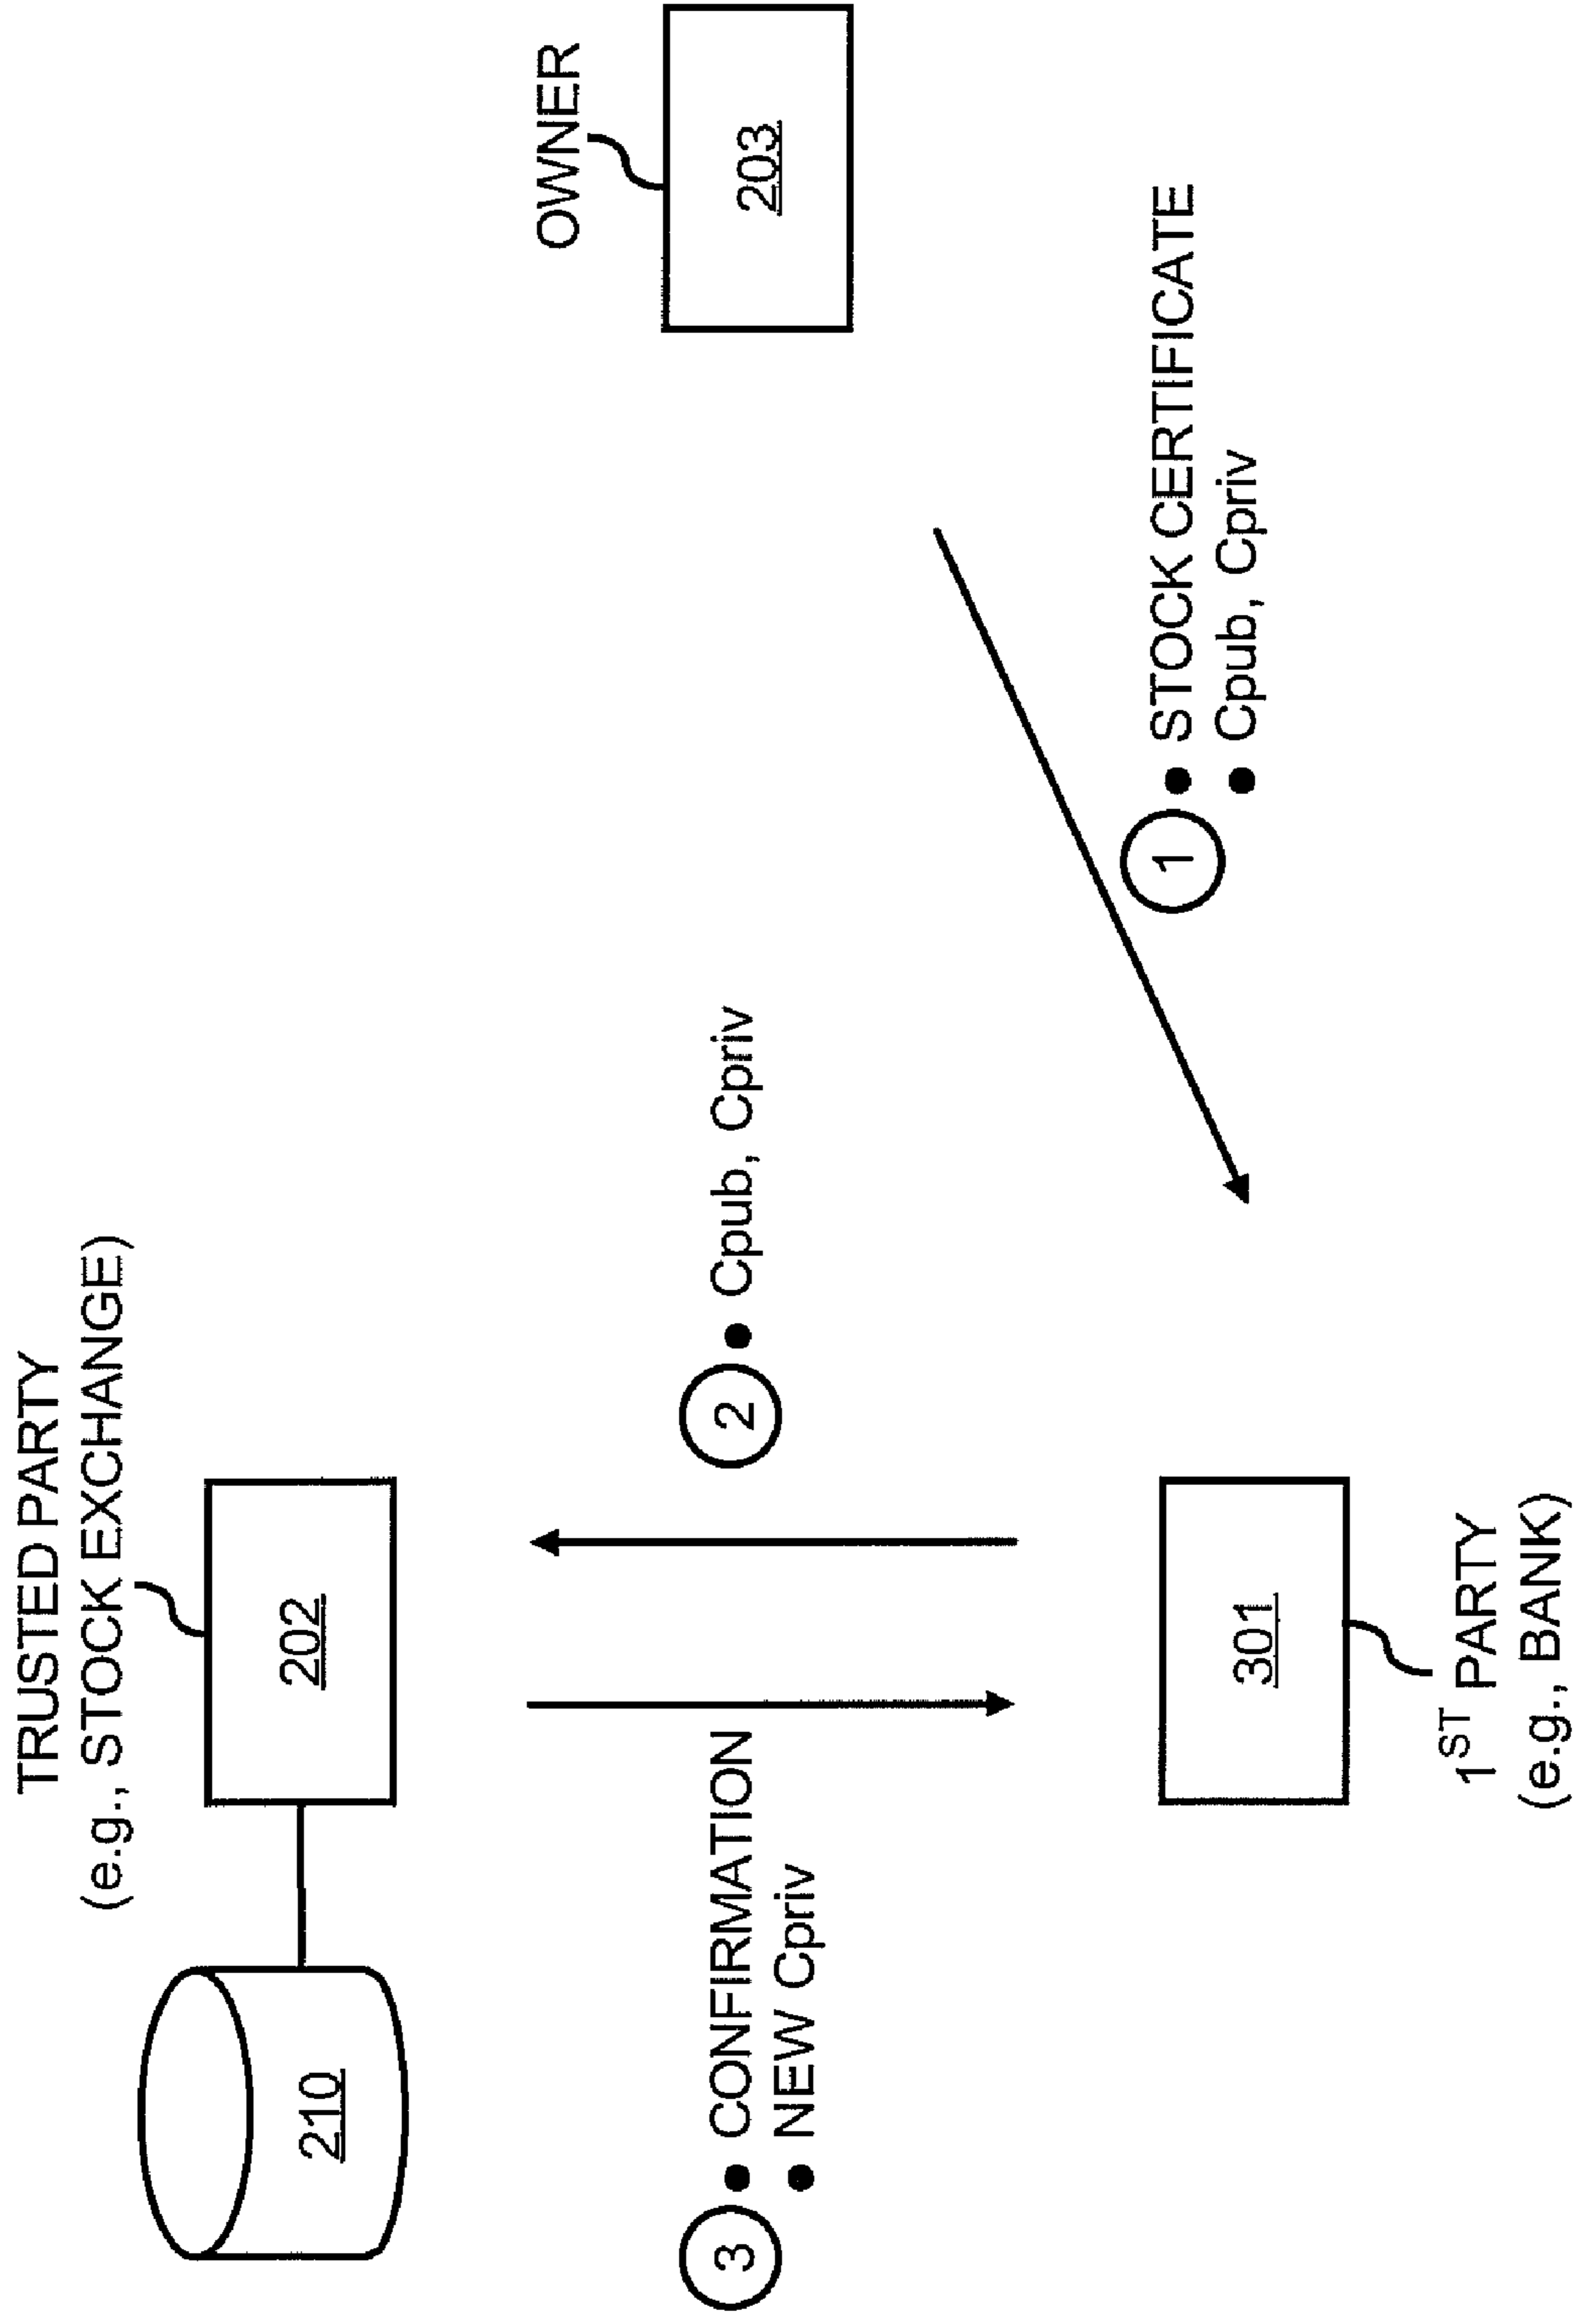 TRUSTED PARTY
(e.g., STOCK EXCHANGE)
210
202
OWNER
203
3
• CONFIRMATION
• NEW Cpriv
2
• Cpub, Cpriv
1
• STOCK CERTIFICATE
• Cpub, Cpriv
301
1ST PARTY
(e.g., BANK)